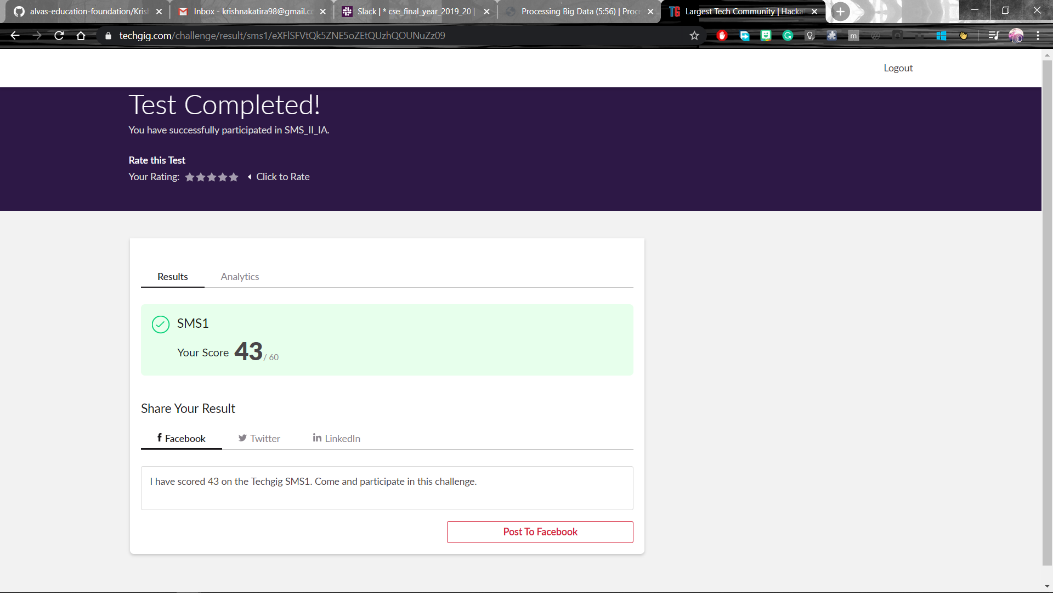 alvas-education-foundation/Kris
Inbox - krishnakatira98@gmail.c
Slack | * cse_final_year_2019_20 |
Processing Big Data (5:56) | Proc
Largest Tech Community | Hack
techgig.com/challenge/result/sms1/
Logout
Test Completed!
You have successfully participated in SMS_II_IA.
Rate this Test
Your Rating:
Click to Rate
Results
Analytics
SMS1
Your Score 43 / 60
Share Your Result
Facebook
Twitter
LinkedIn
I have scored 43 on the Techgig SMS1. Come and participate in this challenge.
Post To Facebook